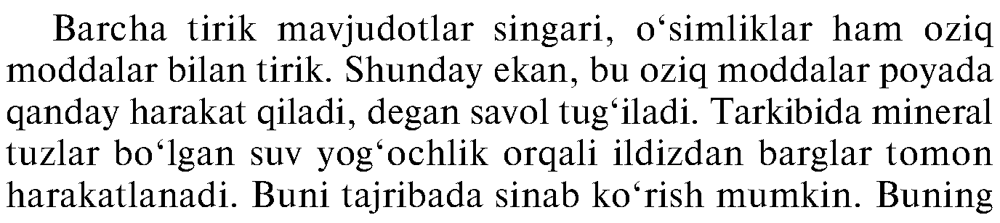 Barcha tirik mavjudotlar singari, o‘simliklar ham oziq
moddalar bilan tirik. Shunday ekan, bu oziq moddalar poyada
qanday harakat qiladi, degan savol tug‘iladi. Tarkibida mineral
tuzlar bo‘lgan suv yog‘ochlik orqali ildizdan barglar tomon
harakatlanadi. Buni tajribada sinab ko‘rish mumkin. Buning